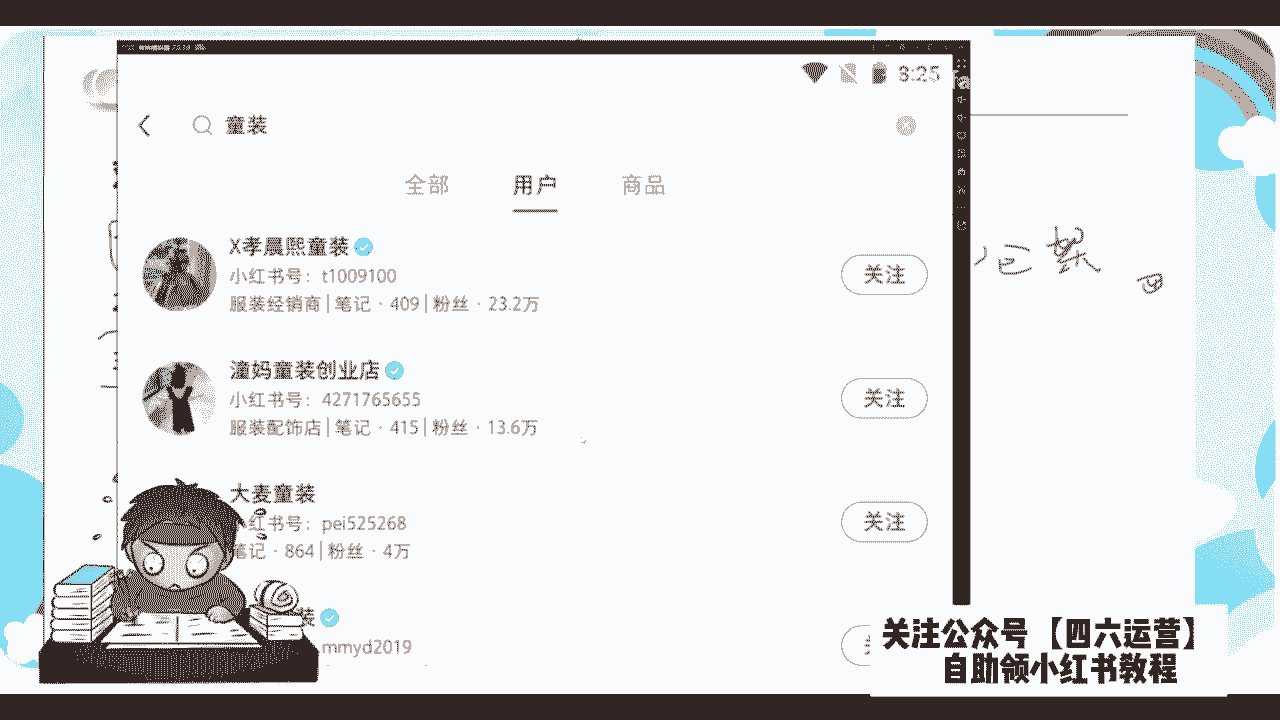 8:25
童装
全部 用户 商品
X孝晨熙童装
小红书号：t1009100
服装经销商|笔记 · 409|粉丝 · 23.2万
关注
潼妈童装创业店
小红书号：4271765655
服装配饰店|笔记 · 415|粉丝 · 13.6万
关注
大麦童装
红书号：pei525268
笔记 · 864|粉丝 · 4万
关注
装
mmyd2019
关注公众号【四六运营】
自助领小红书教程